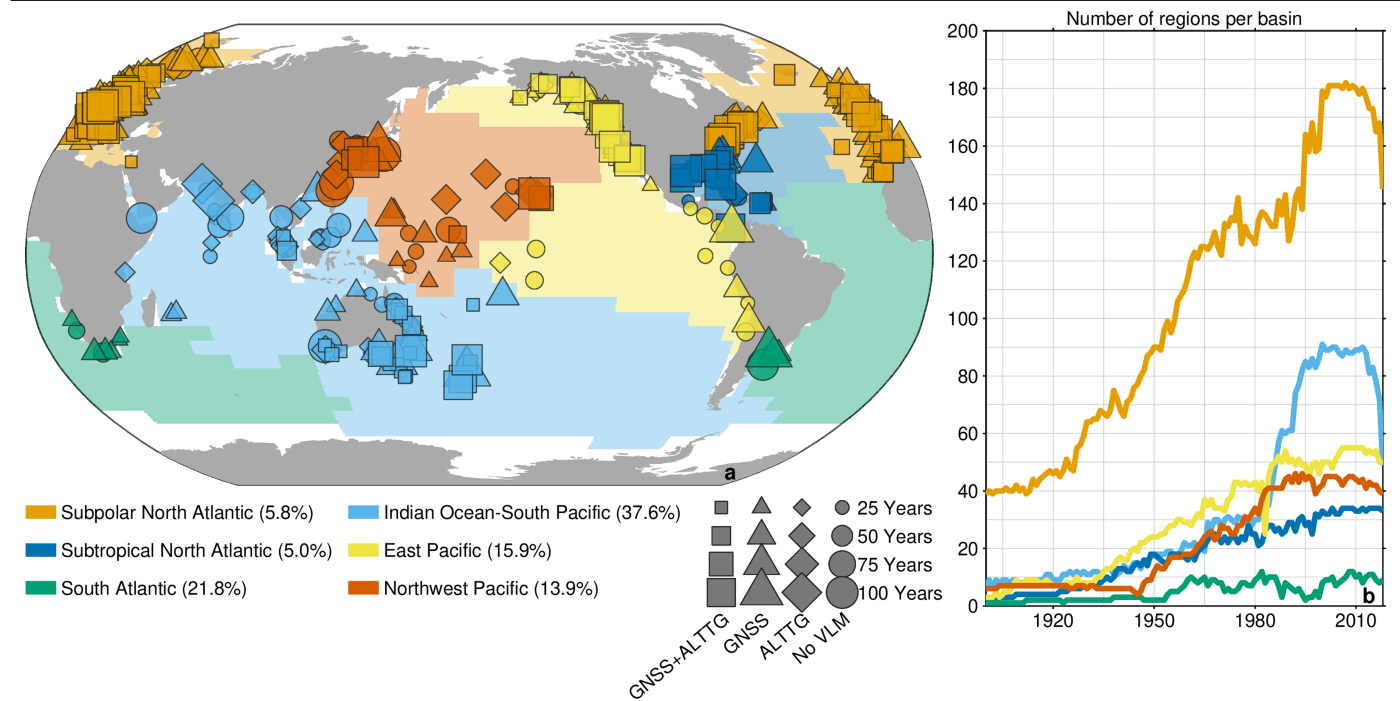 Number of regions per basin
200
180
160
140
120
100
80
60
40
20
0
1920 1950 1980 2010
a
b
Subpolar North Atlantic (5.8%)
Indian Ocean-South Pacific (37.6%)
Subtropical North Atlantic (5.0%)
East Pacific (15.9%)
South Atlantic (21.8%)
Northwest Pacific (13.9%)
25 Years
50 Years
75 Years
100 Years
GNSS+ALTTG
GNSS
ALTTG
No VLM